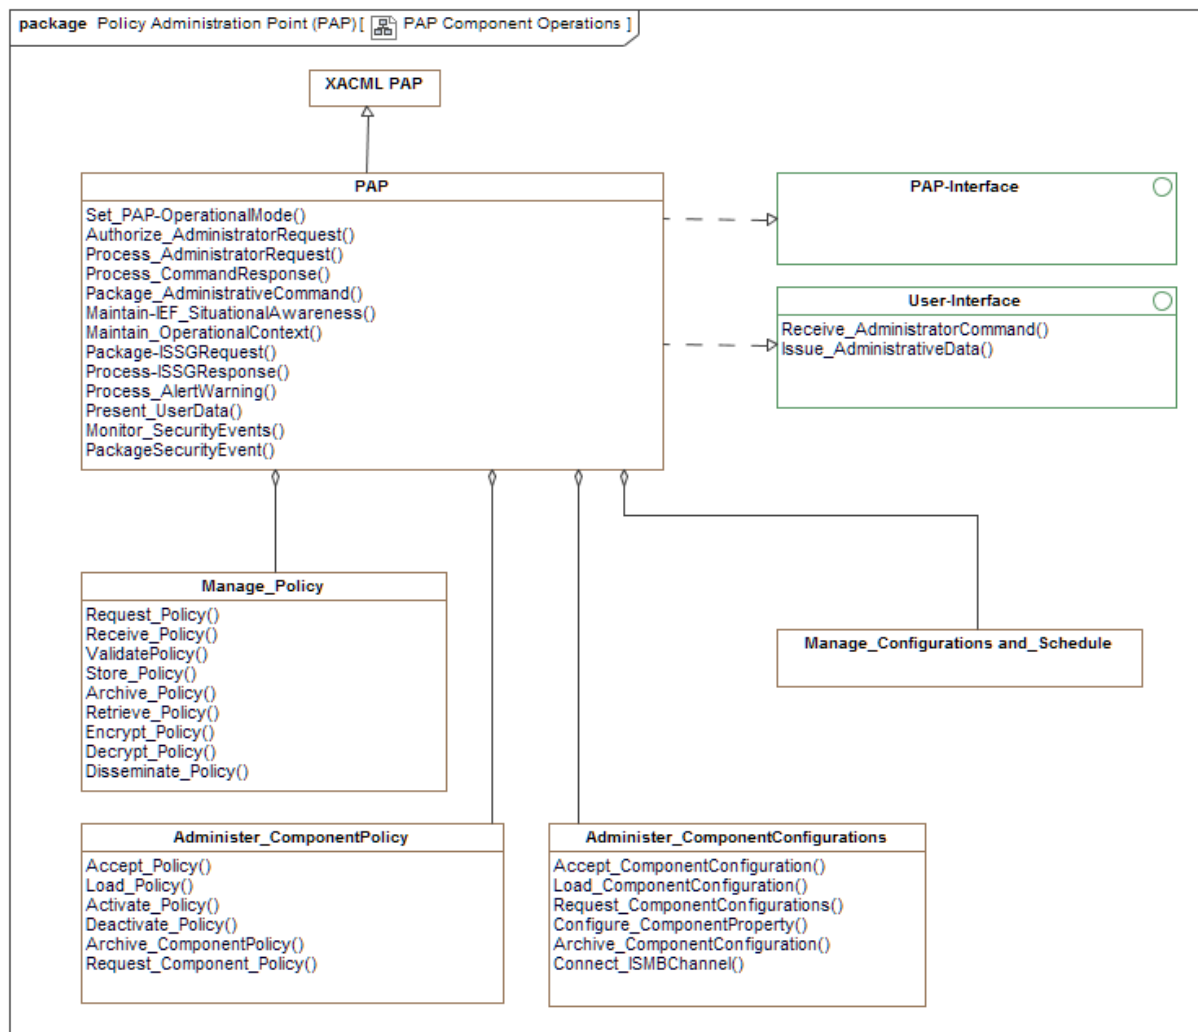 package Policy Administration Point (PAP) [ PAP Component Operations ]
XACML PAP
PAP
Set_PAP-OperationalMode()
Authorize_AdministratorRequest()
Process_AdministratorRequest()
Process_CommandResponse()
Package_AdministrativeCommand()
Maintain-IEF_SituationalAwareness()
Maintain_OperationalContext()
Package-ISSGRequest()
Process-ISSGResponse()
Process_AlertWarning()
Present_UserData()
Monitor_SecurityEvents()
PackageSecurityEvent()
PAP-Interface
User-Interface
Receive_AdministratorCommand()
Issue_AdministrativeData()
Manage_Policy
Request_Policy()
Receive_Policy()
ValidatePolicy()
Store_Policy()
Archive_Policy()
Retrieve_Policy()
Encrypt_Policy()
Decrypt_Policy()
Disseminate_Policy()
Manage_Configurations and_Schedule
Administer_ComponentPolicy
Accept_Policy()
Load_Policy()
Activate_Policy()
Deactivate_Policy()
Archive_ComponentPolicy()
Request_Component_Policy()
Administer_ComponentConfigurations
Accept_ComponentConfiguration()
Load_ComponentConfiguration()
Request_ComponentConfigurations()
Configure_ComponentProperty()
Archive_ComponentConfiguration()
Connect_ISMBChannel()